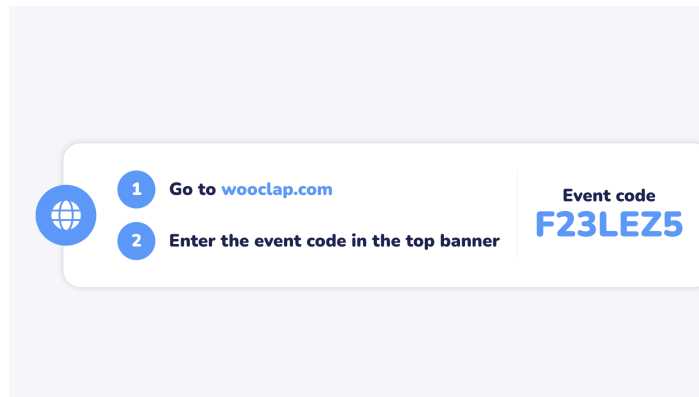 1 Go to wooclap.com
2 Enter the event code in the top banner
Event code
F23LEZ5